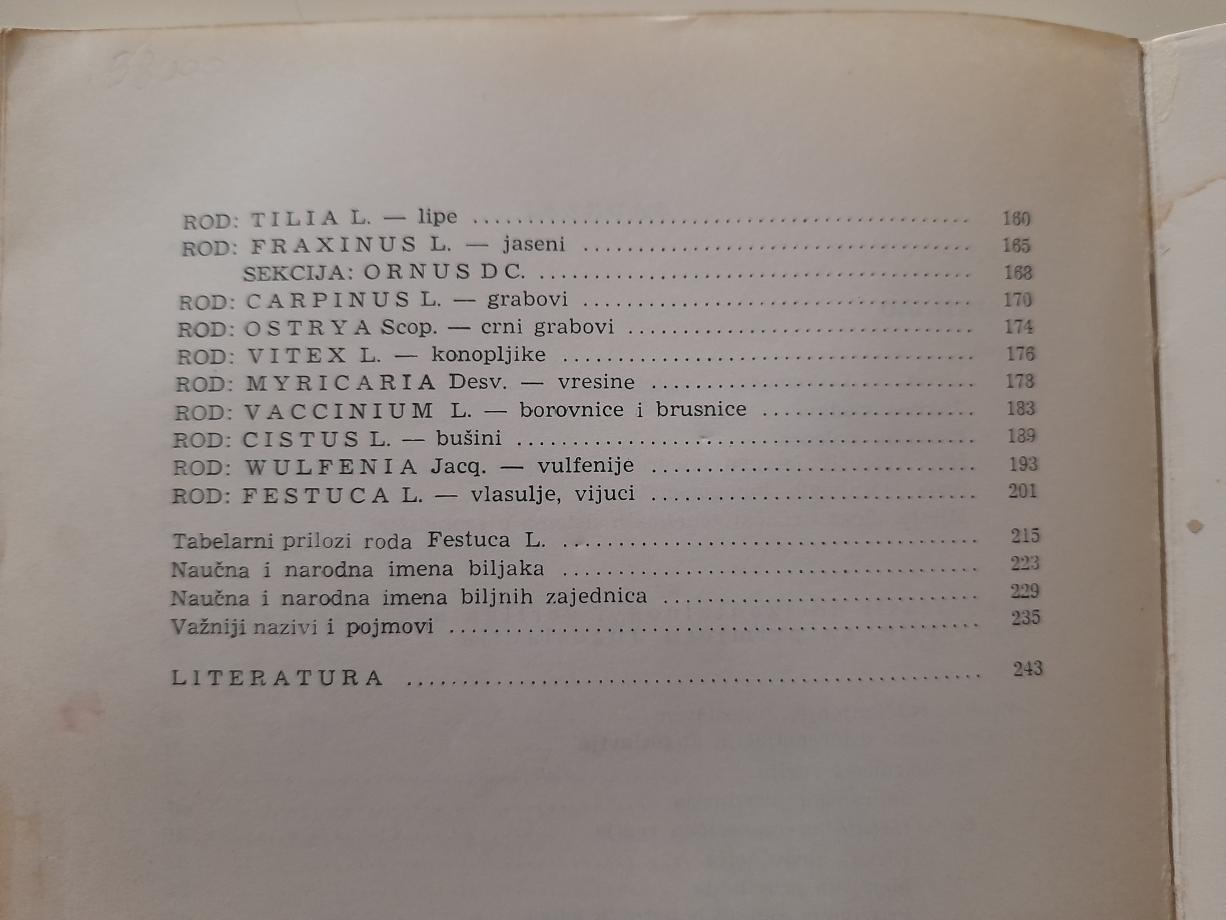 ROD: TILIA L. — lipe ........................................ 160
ROD: FRAXINUS L. — jaseni ........................................ 165
SEKCIJA: ORNUS DC. ........................................ 168
ROD: CARPINUS L. — grabovi ........................................ 170
ROD: OSTRYA Scop. — crni grabovi ........................................ 174
ROD: VITEX L. — konopljike ........................................ 176
ROD: MYRICARIA Desv. — vresine ........................................ 178
ROD: VACCINIUM L. — borovnice i brusnice ........................................ 183
ROD: CISTUS L. — bušini ........................................ 189
ROD: WULFENIA Jacq. — vulfenije ........................................ 193
ROD: FESTUCA L. — vlasulje, vijuci ........................................ 201
Tabelarni prilozi roda Festuca L. ........................................ 215
Naučna i narodna imena biljaka ........................................ 223
Naučna i narodna imena biljnih zajednica ........................................ 229
Važniji nazivi i pojmovi ........................................ 235
LITERATURA ........................................ 243